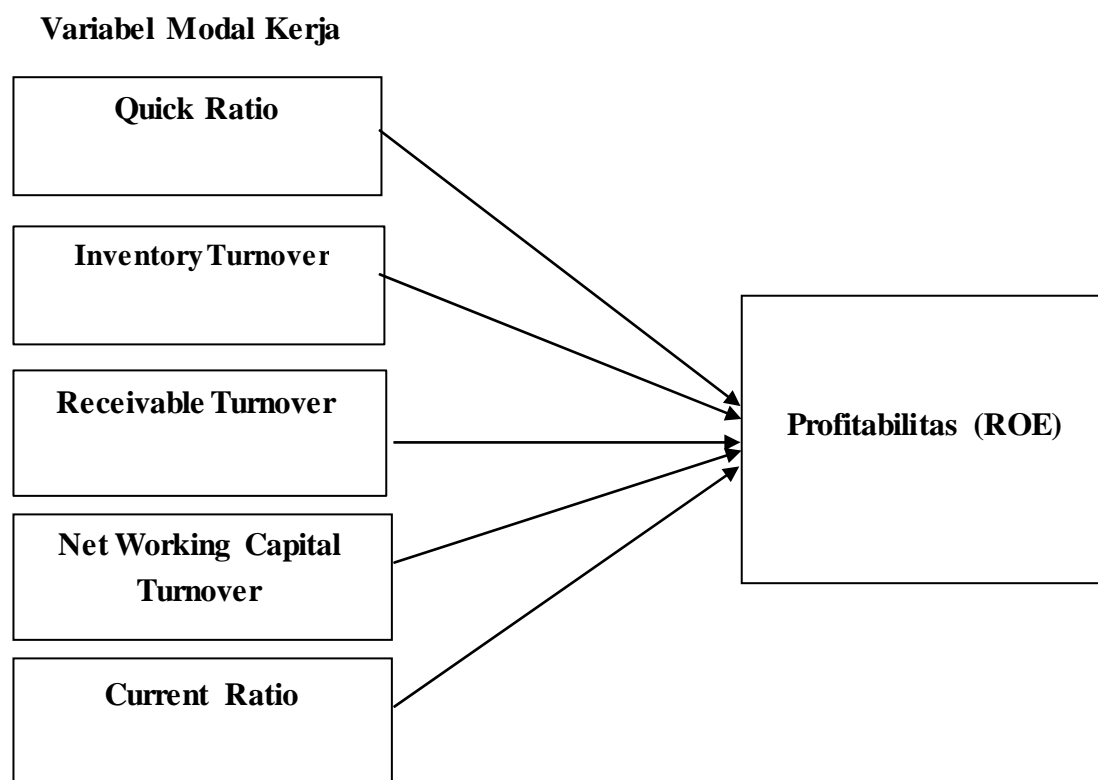 Variabel Modal Kerja
Quick Ratio
Inventory Turnover
Receivable Turnover
Profitabilitas (ROE)
Net Working Capital
Turnover
Current Ratio